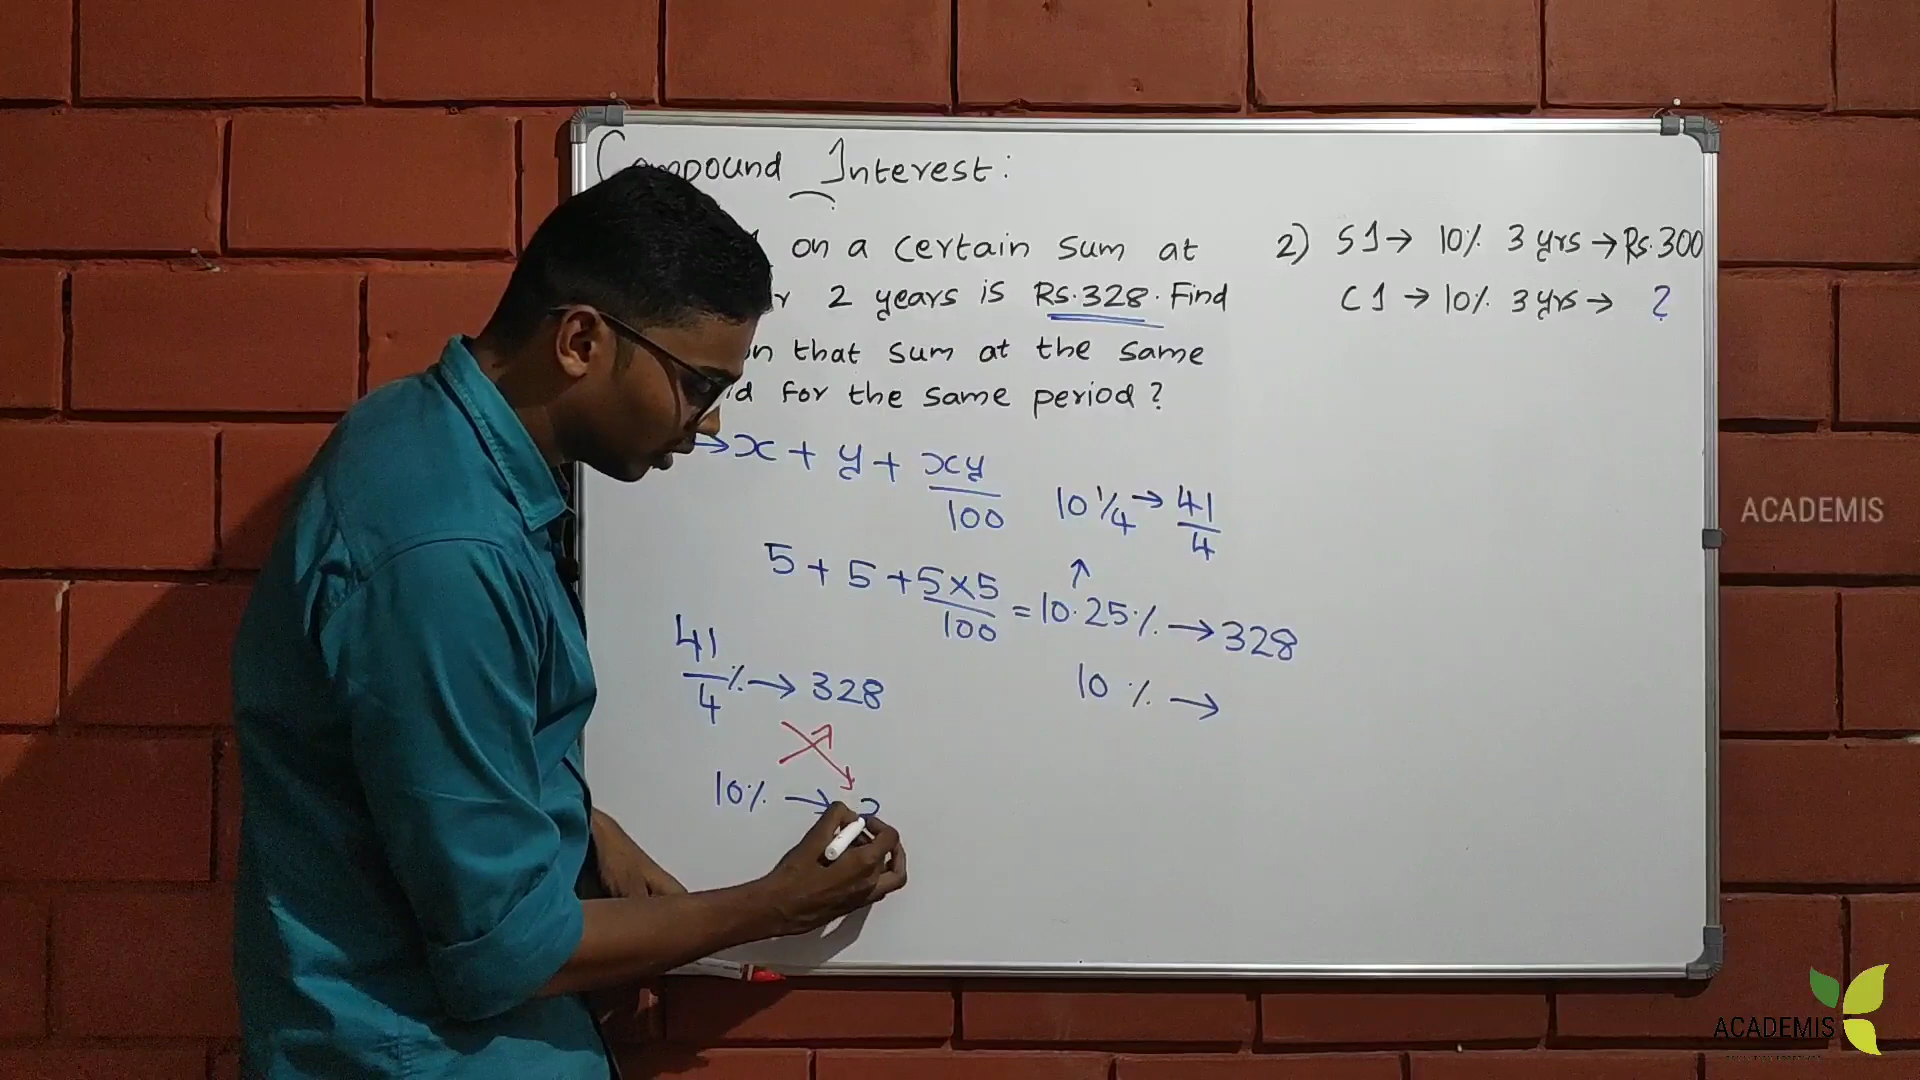 Compound Interest:
on a certain sum at
2 years is Rs.328. Find
that sum at the same
for the same period?
→ x + y + xy/100
10 1/4 → 41/4
↑
5 + 5 + 5×5/100 = 10.25% → 328
10% →
41/4 % → 328
10% → ?
2) SI → 10% 3 yrs → Rs.300
CI → 10% 3 yrs → ?
ACADEMIS
ACADEMIS